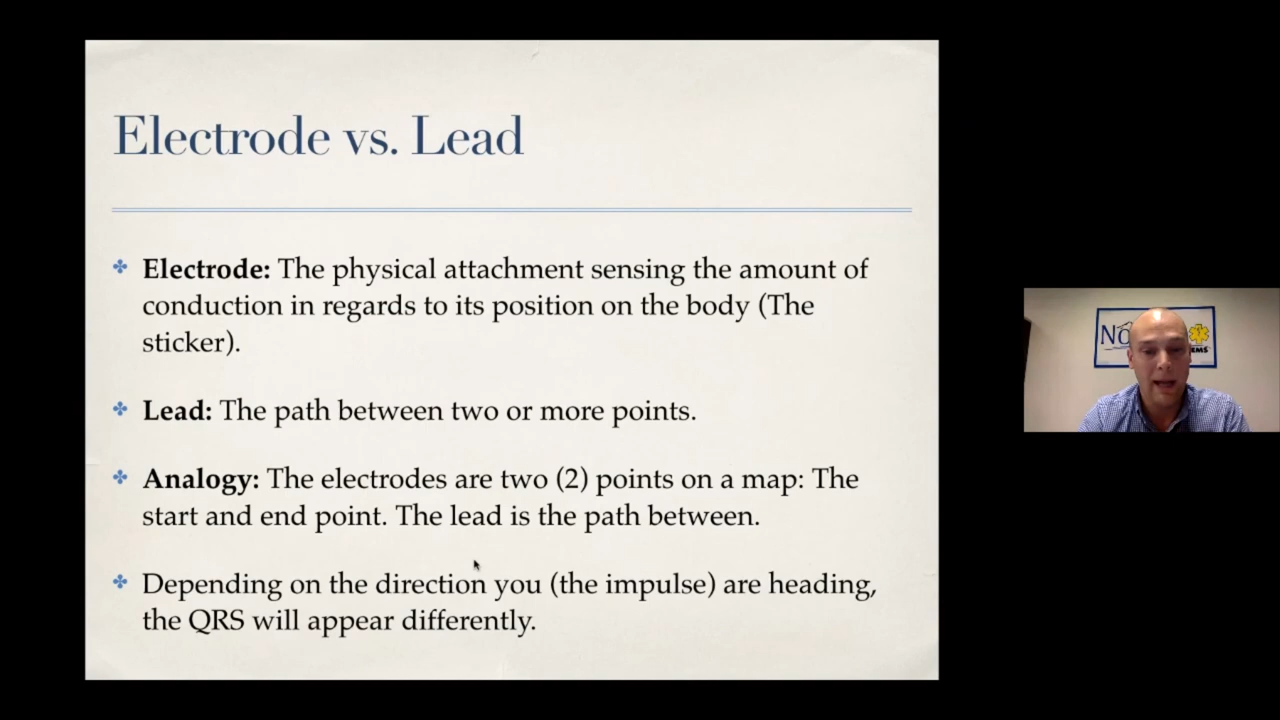 Electrode vs. Lead
Electrode: The physical attachment sensing the amount of
conduction in regards to its position on the body (The
sticker).
Lead: The path between two or more points.
Analogy: The electrodes are two (2) points on a map: The
start and end point. The lead is the path between.
Depending on the direction you (the impulse) are heading,
the QRS will appear differently.